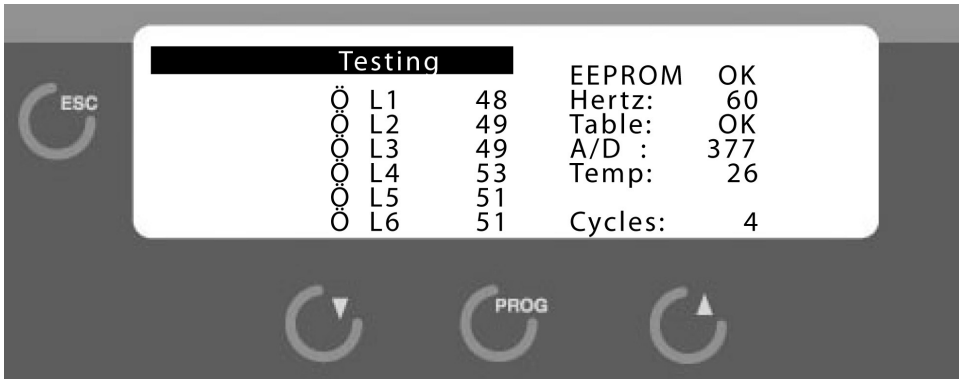 Testing
Ö L1 48
Ö L2 49
Ö L3 49
Ö L4 53
Ö L5 51
Ö L6 51
EEPROM OK
Hertz: 60
Table: OK
A/D : 377
Temp: 26
Cycles: 4
ESC
PROG